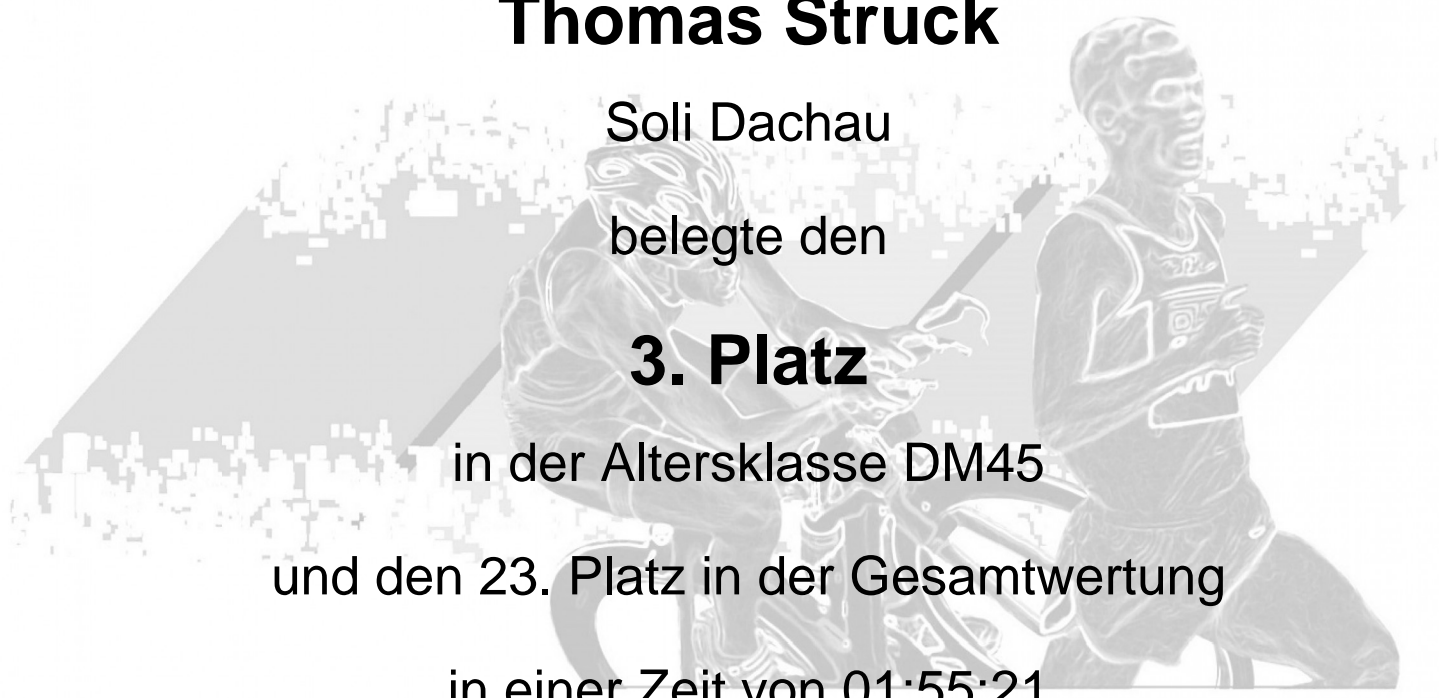 Thomas Struck
Soli Dachau
belegte den
3. Platz
in der Altersklasse DM45
und den 23. Platz in der Gesamtwertung
in einer Zeit von 01:55:21